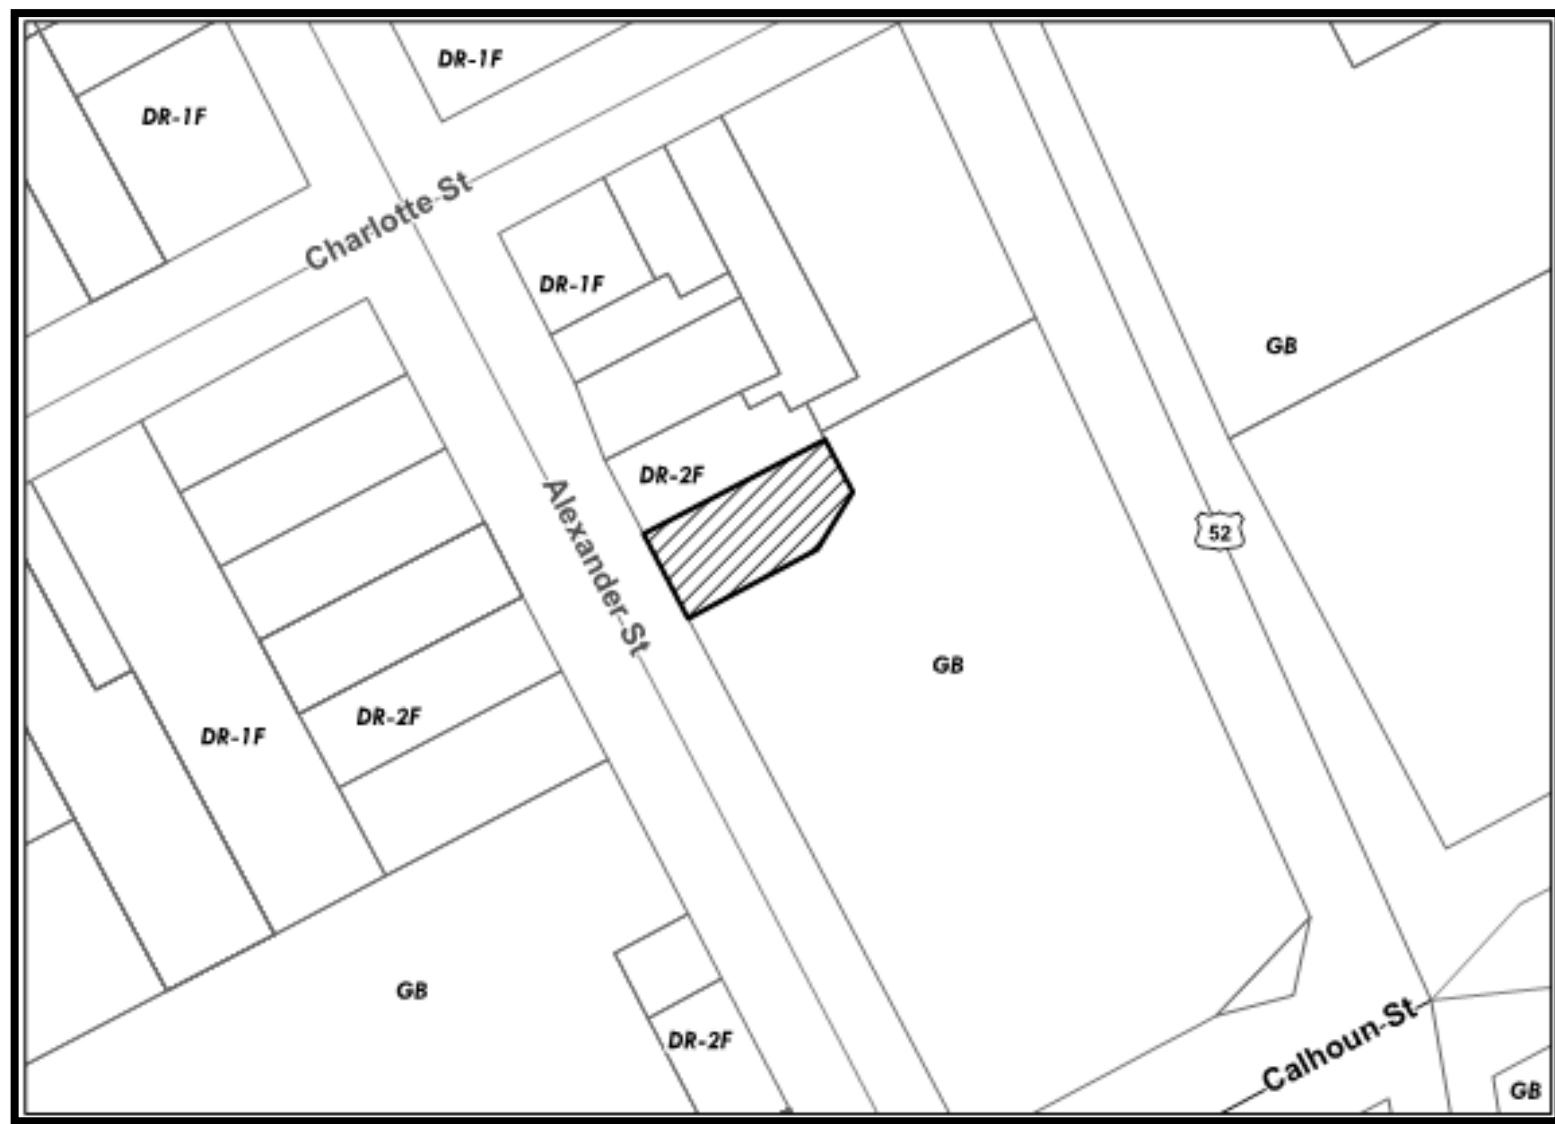 DR-1F
DR-1F
Charlotte St
DR-1F
GB
DR-2F
Alexander St
52
GB
DR-2F
DR-1F
GB
DR-2F
Calhoun St
GB